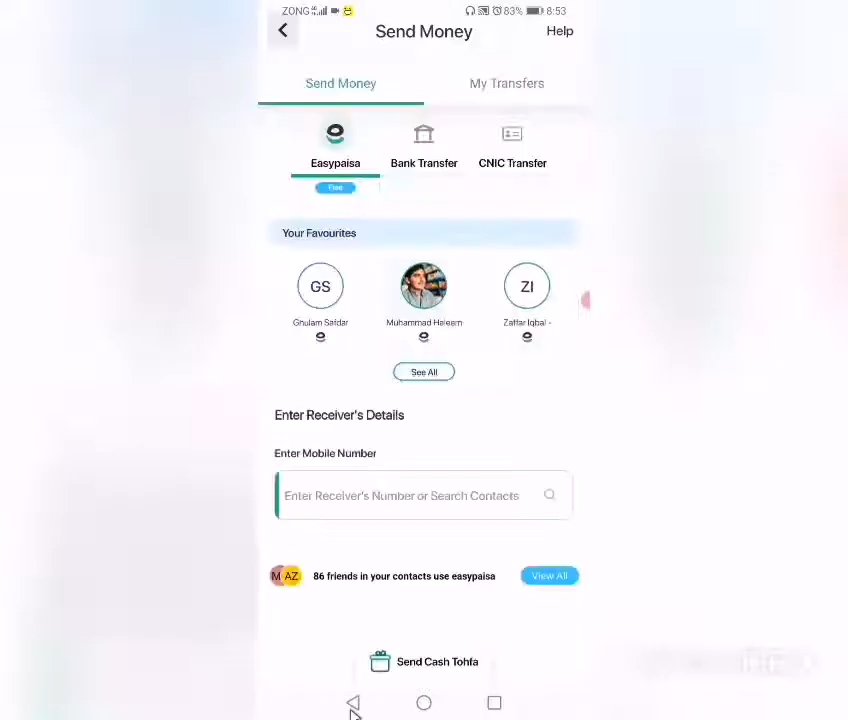 ZONG 83% 8:53
Send Money Help
Send Money My Transfers
Easypaisa Bank Transfer CNIC Transfer
Free
Your Favourites
GS ZI
Ghulam Safdar Muhammad Haleem Zaffar Iqbal -
See All
Enter Receiver's Details
Enter Mobile Number
Enter Receiver's Number or Search Contacts
M AZ 86 friends in your contacts use easypaisa View All
Send Cash Tohfa